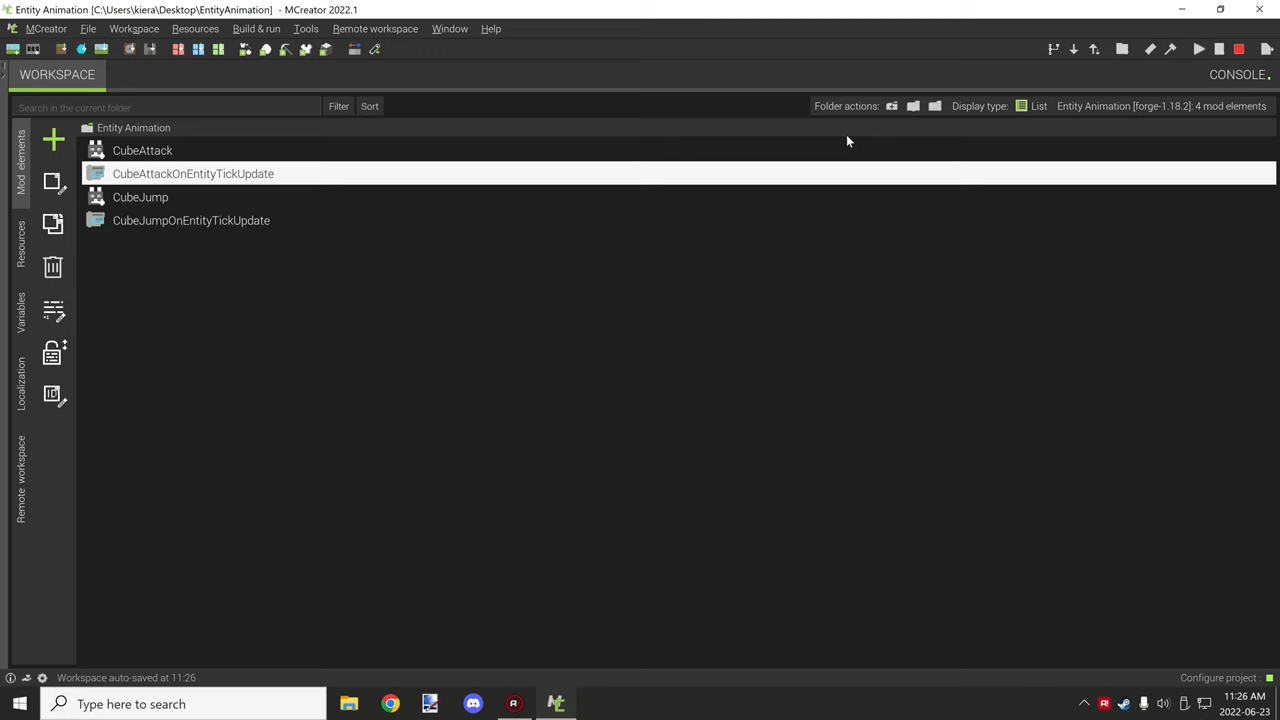 Entity Animation [C:\Users\kiera\Desktop\EntityAnimation] - MCreator 2022.1
MCreator File Workspace Resources Build & run Tools Remote workspace Window Help
WORKSPACE
CONSOLE
Search in the current folder
Filter
Sort
Folder actions:
Display type:
List
Entity Animation [forge-1.18.2]: 4 mod elements
Mod elements
Resources
Variables
Localization
Remote workspace
Entity Animation
CubeAttack
CubeAttackOnEntityTickUpdate
CubeJump
CubeJumpOnEntityTickUpdate
Workspace auto-saved at 11:26
Configure project :
Type here to search
11:26 AM
2022-06-23